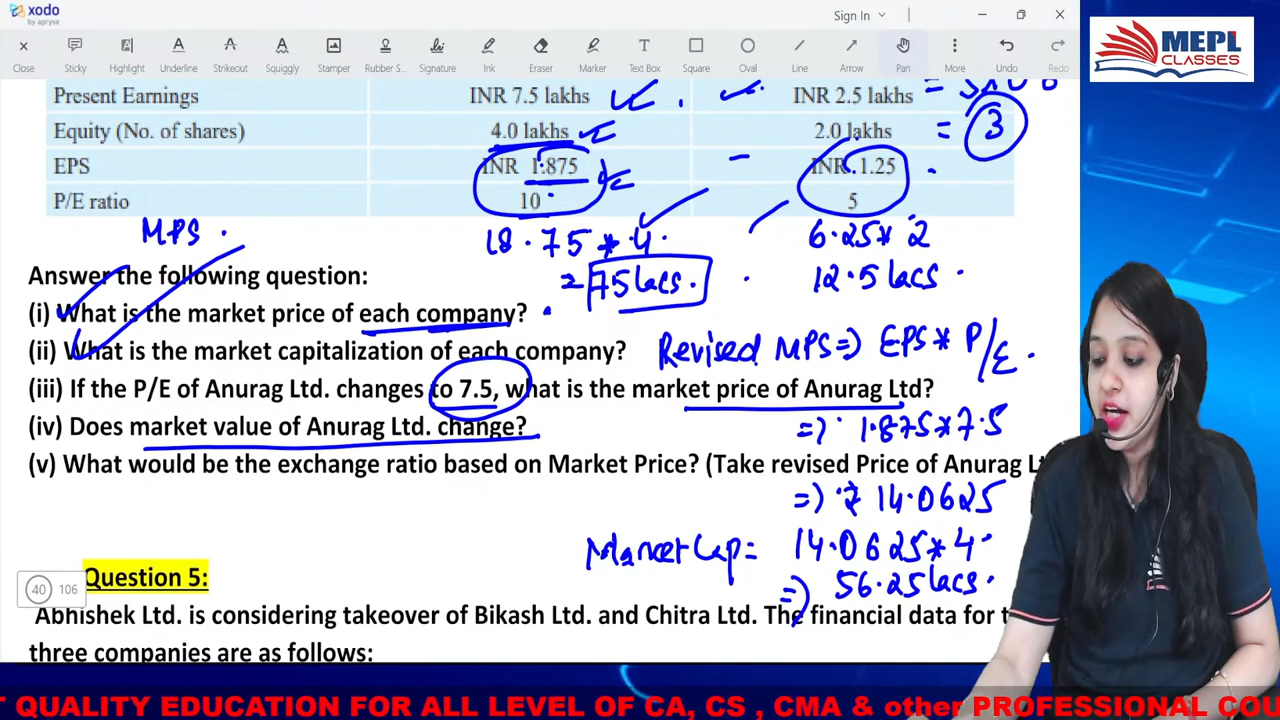 xodo
by apryse
Sign In
MEPL
CLASSES
Close Sticky Highlight Underline Strikeout Squiggly Stamper Rubber Signature Pencil Eraser Marker Text Box Square Ellipse Line Arrow Pan More Undo Redo
Present Earnings INR 7.5 lakhs INR 2.5 lakhs =
Equity (No. of shares) 4.0 lakhs 2.0 lakhs = 3
EPS INR 1.875 INR 1.25
P/E ratio 10 5
MPS
18.75 * 4 6.25 * 2
= 75 lacs. 12.5 lacs
Answer the following question:
(i) What is the market price of each company?
(ii) What is the market capitalization of each company?
Revised MPS => EPS * P/E
(iii) If the P/E of Anurag Ltd. changes to 7.5, what is the market price of Anurag Ltd?
(iv) Does market value of Anurag Ltd. change?
=> 1.875*7.5
(v) What would be the exchange ratio based on Market Price? (Take revised Price of Anurag
=> 14.0625
Market Cap = 14.0625*4
=> 56.25 lacs.
40 106
Question 5:
Abhishek Ltd. is considering takeover of Bikash Ltd. and Chitra Ltd. The financial data for
three companies are as follows:
QUALITY EDUCATION FOR ALL LEVEL OF CA, CS , CMA & other PROFESSIONAL